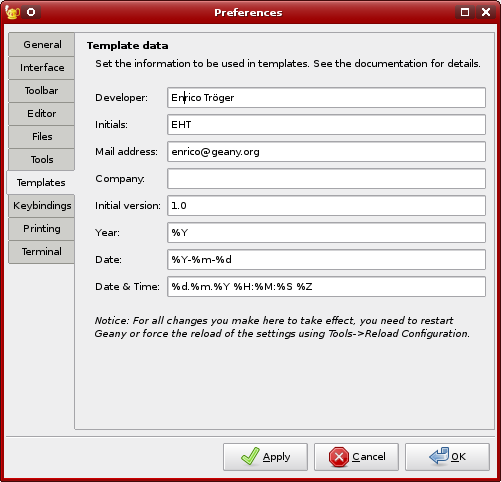 Preferences
General
Interface
Toolbar
Editor
Files
Tools
Templates
Keybindings
Printing
Terminal
Template data
Set the information to be used in templates. See the documentation for details.
Developer: Enrico Tröger
Initials: EHT
Mail address: enrico@geany.org
Company:
Initial version: 1.0
Year: %Y
Date: %Y-%m-%d
Date & Time: %d.%m.%Y %H:%M:%S %Z
Notice: For all changes you make here to take effect, you need to restart
Geany or force the reload of the settings using Tools->Reload Configuration.
Apply Cancel OK